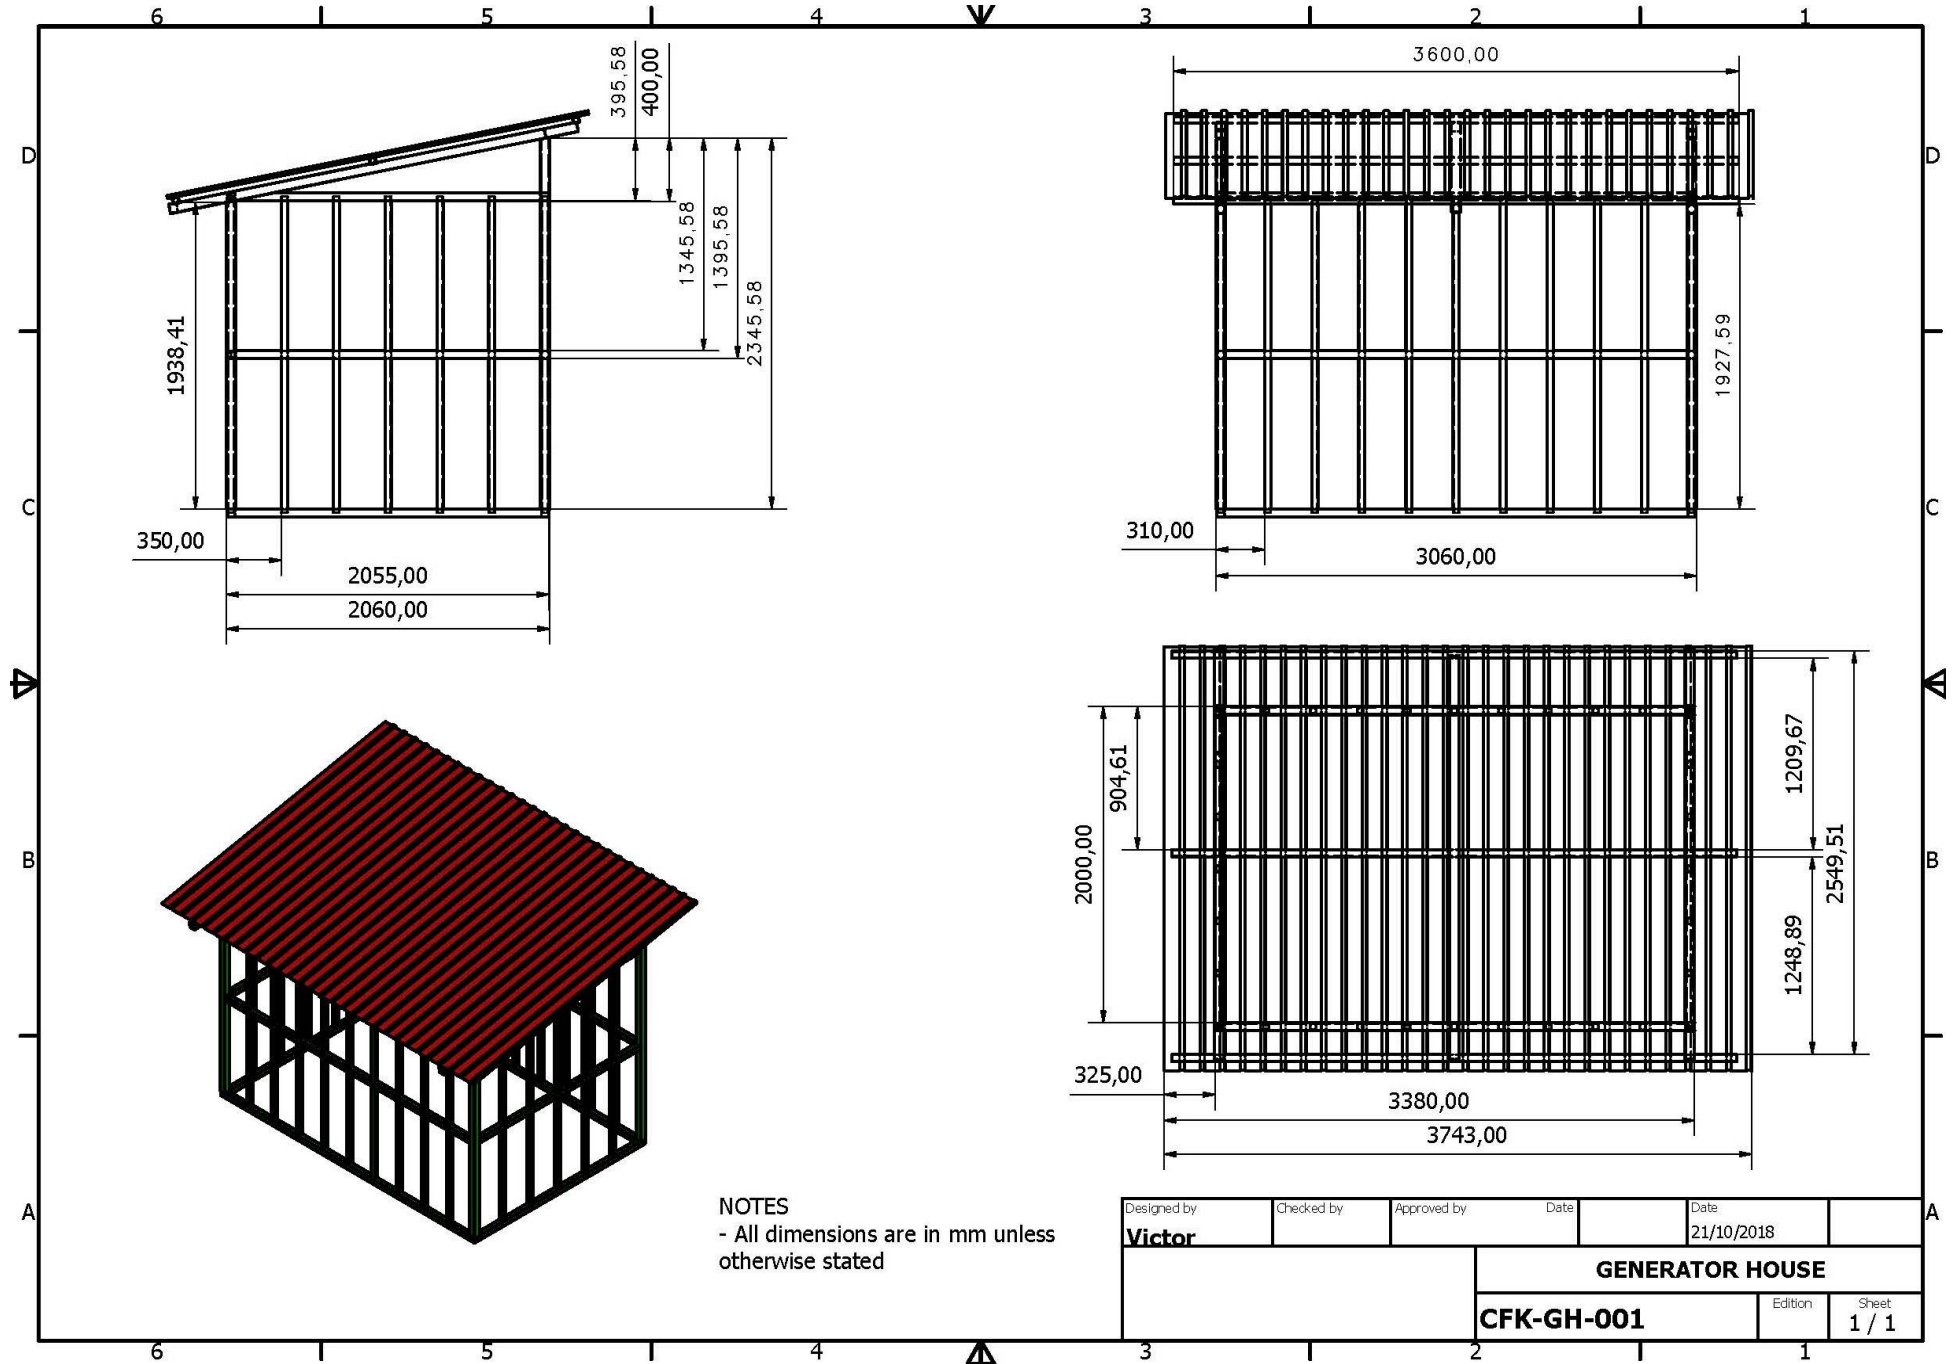 6 5 4 3 2 1
395,58
400,00
1345,58
1395,58
2345,58
1938,41
350,00
2055,00
2060,00
3600,00
1927,59
310,00
3060,00
D
D
C
C
B
B
A
A
904,61
2000,00
1209,67
2549,51
1248,89
325,00
3380,00
3743,00
NOTES
- All dimensions are in mm unless
otherwise stated
Designed by
Victor
Checked by
Approved by
Date
Date
21/10/2018
GENERATOR HOUSE
CFK-GH-001
Edition
Sheet
1 / 1
6 5 4 3 2 1